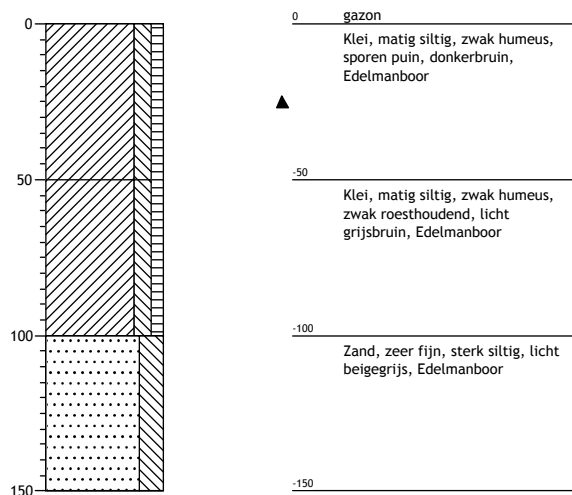 0
50
100
150
0
gazon
Klei, matig siltig, zwak humeus,
sporen puin, donkerbruin,
Edelmanboor
-50
Klei, matig siltig, zwak humeus,
zwak roesthoudend, licht
grijsbruin, Edelmanboor
-100
Zand, zeer fijn, sterk siltig, licht
beigegrijs, Edelmanboor
-150